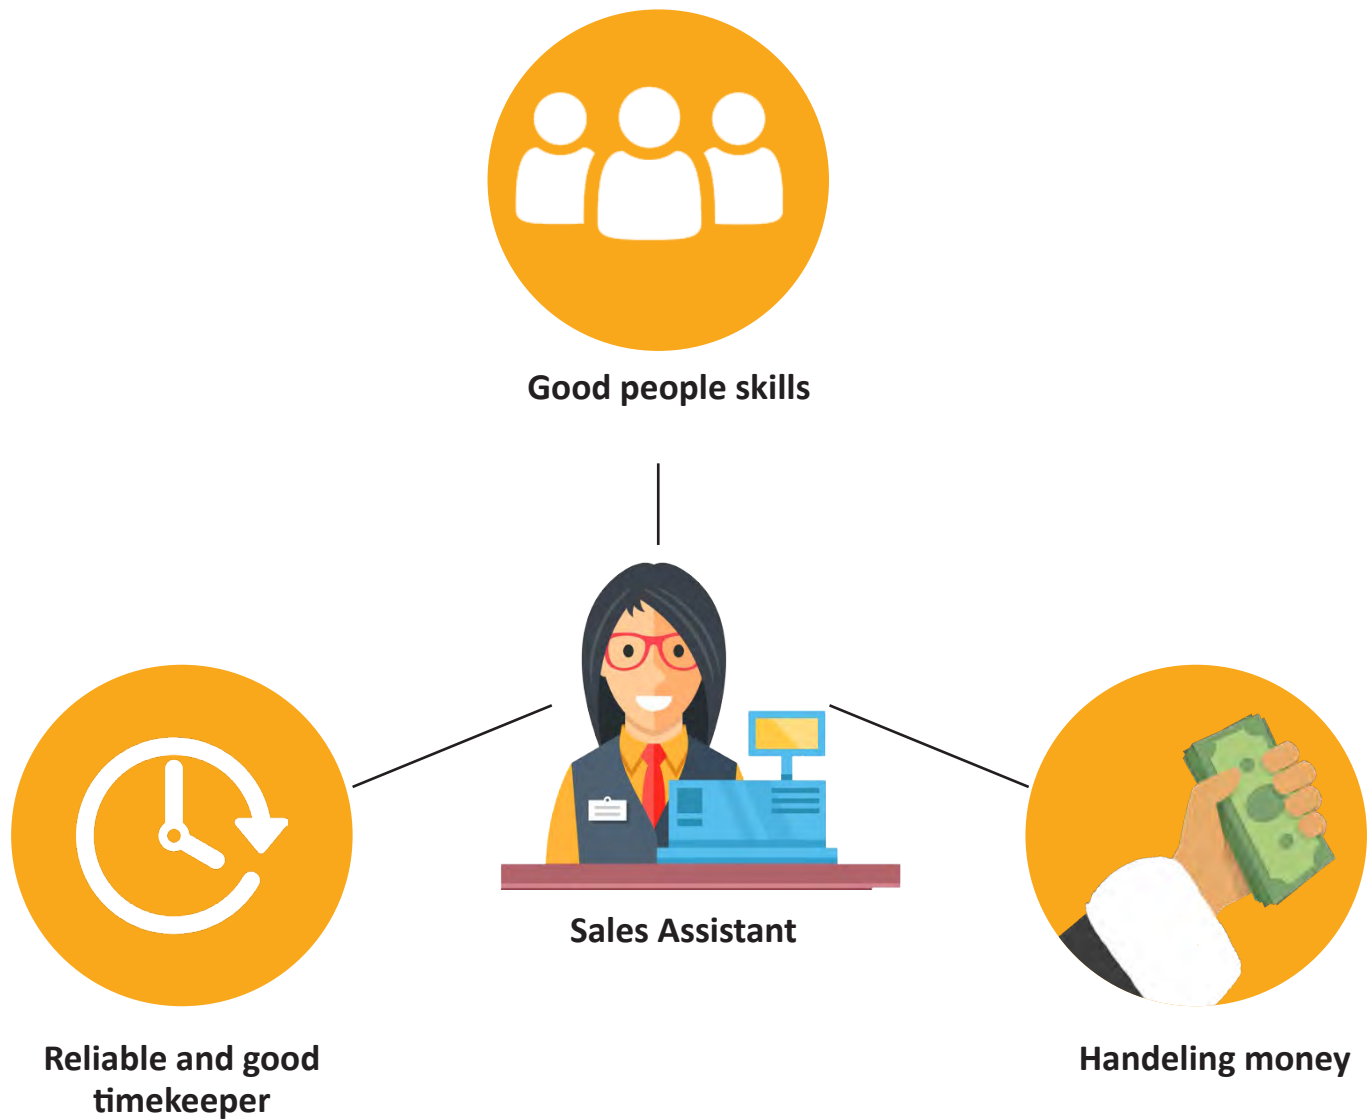 Good people skills
Sales Assistant
Reliable and good
timekeeper
Handeling money